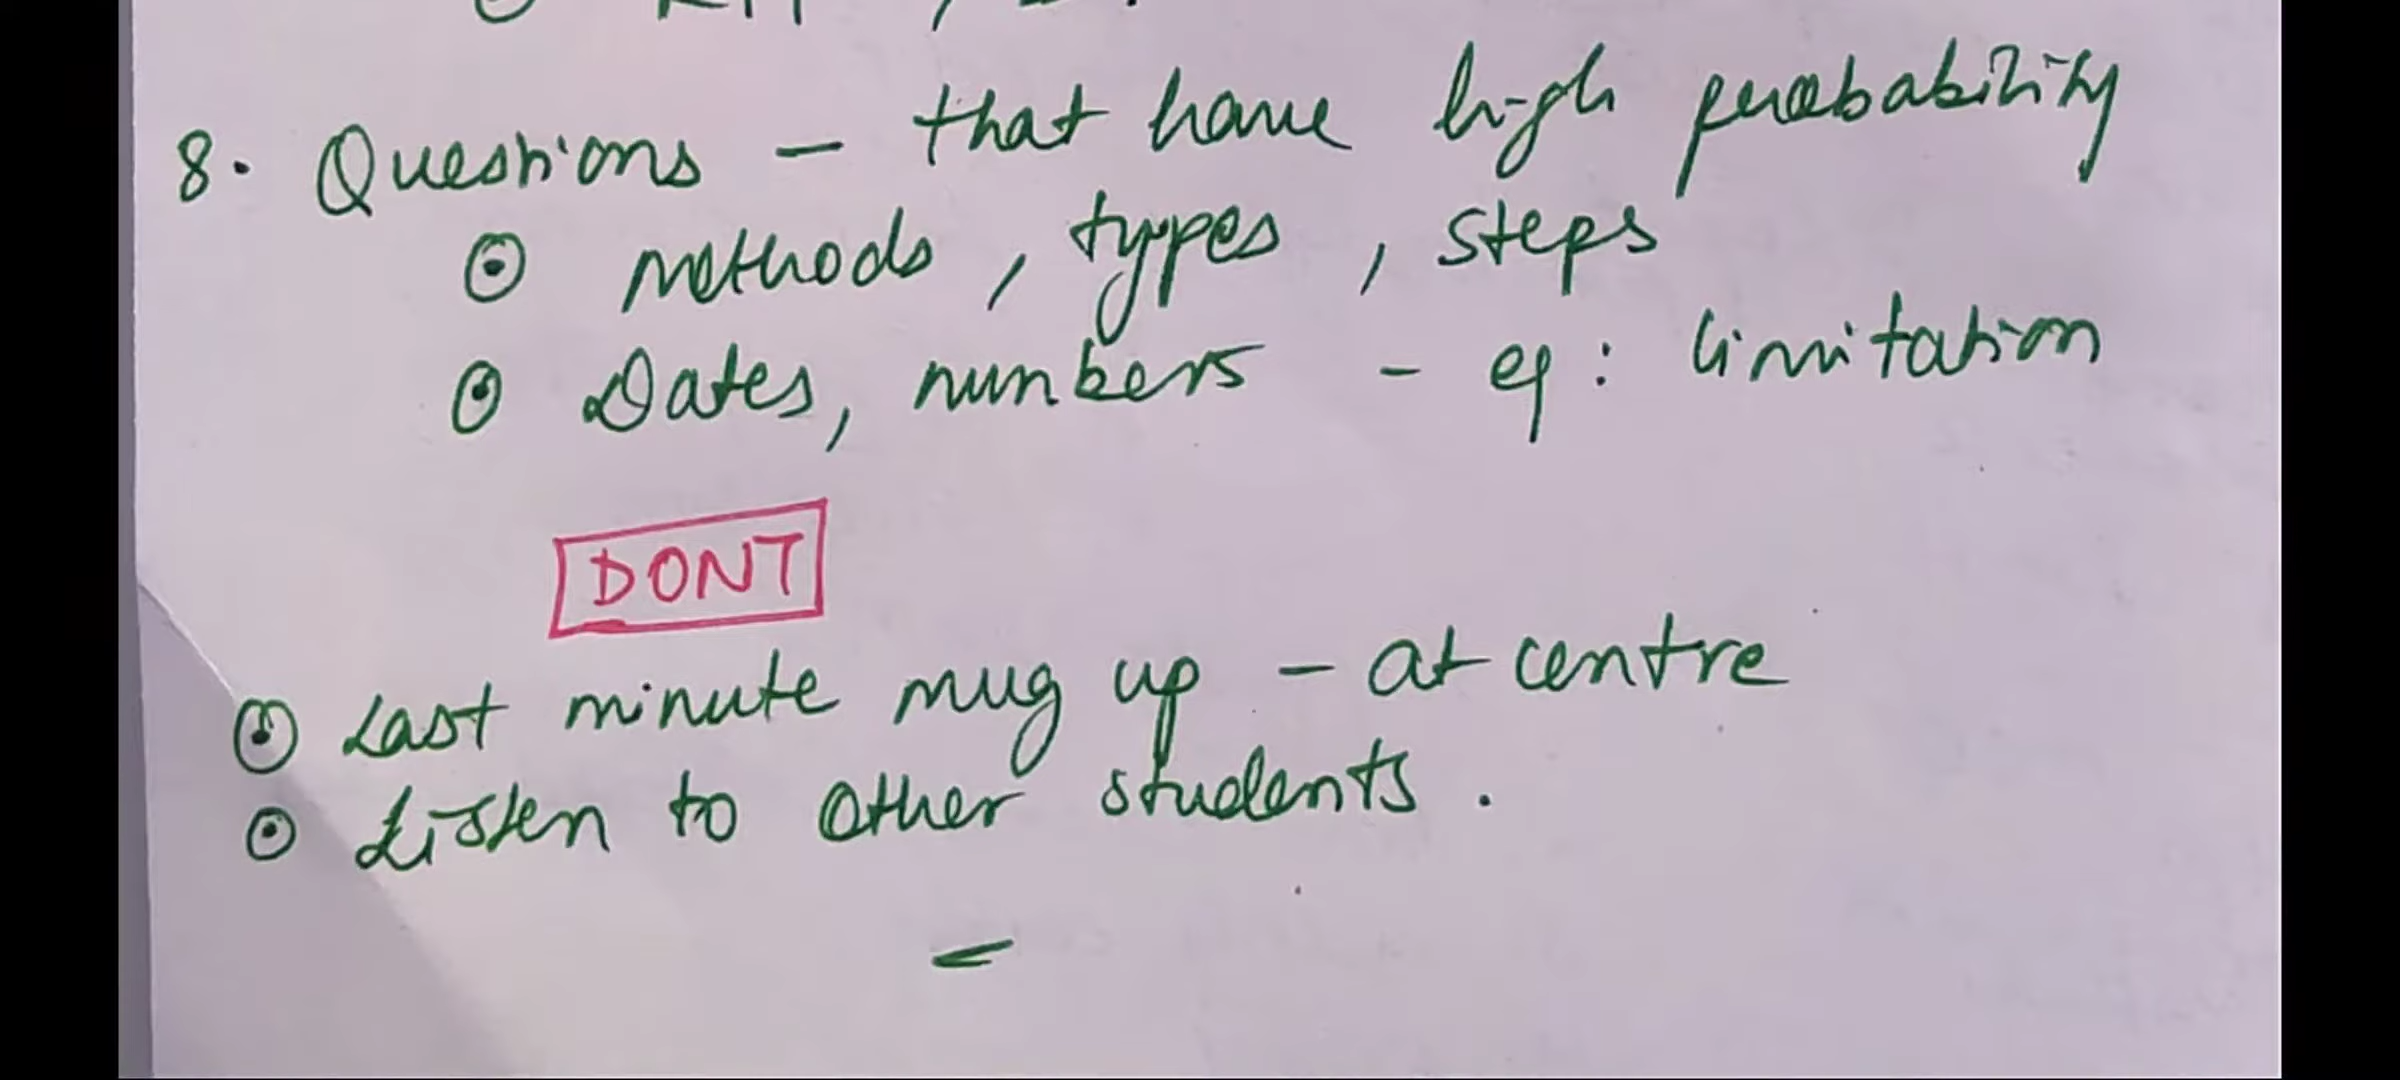 8. Questions - that have high probability
methods, types, steps
Dates, numbers - eg: limitation
DONT
Last minute mug up - at centre
Listen to other students.